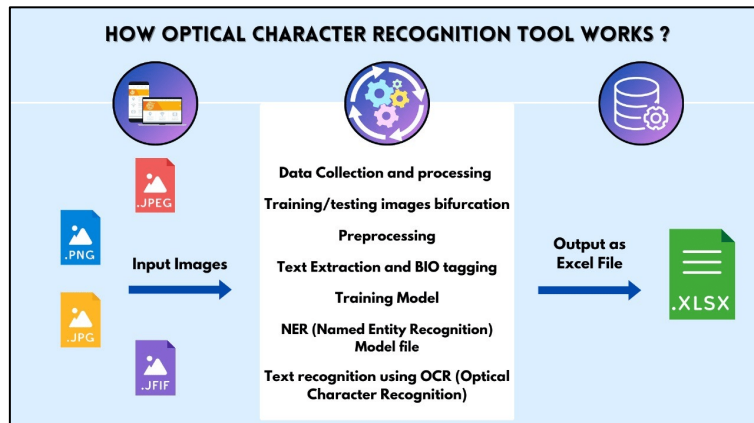 HOW OPTICAL CHARACTER RECOGNITION TOOL WORKS ?
.JPEG
.PNG
.JPG
.JFIF
Input Images
Data Collection and processing
Training/testing images bifurcation
Preprocessing
Text Extraction and BIO tagging
Training Model
NER (Named Entity Recognition)
Model file
Text recognition using OCR (Optical
Character Recognition)
Output as
Excel File
.XLSX